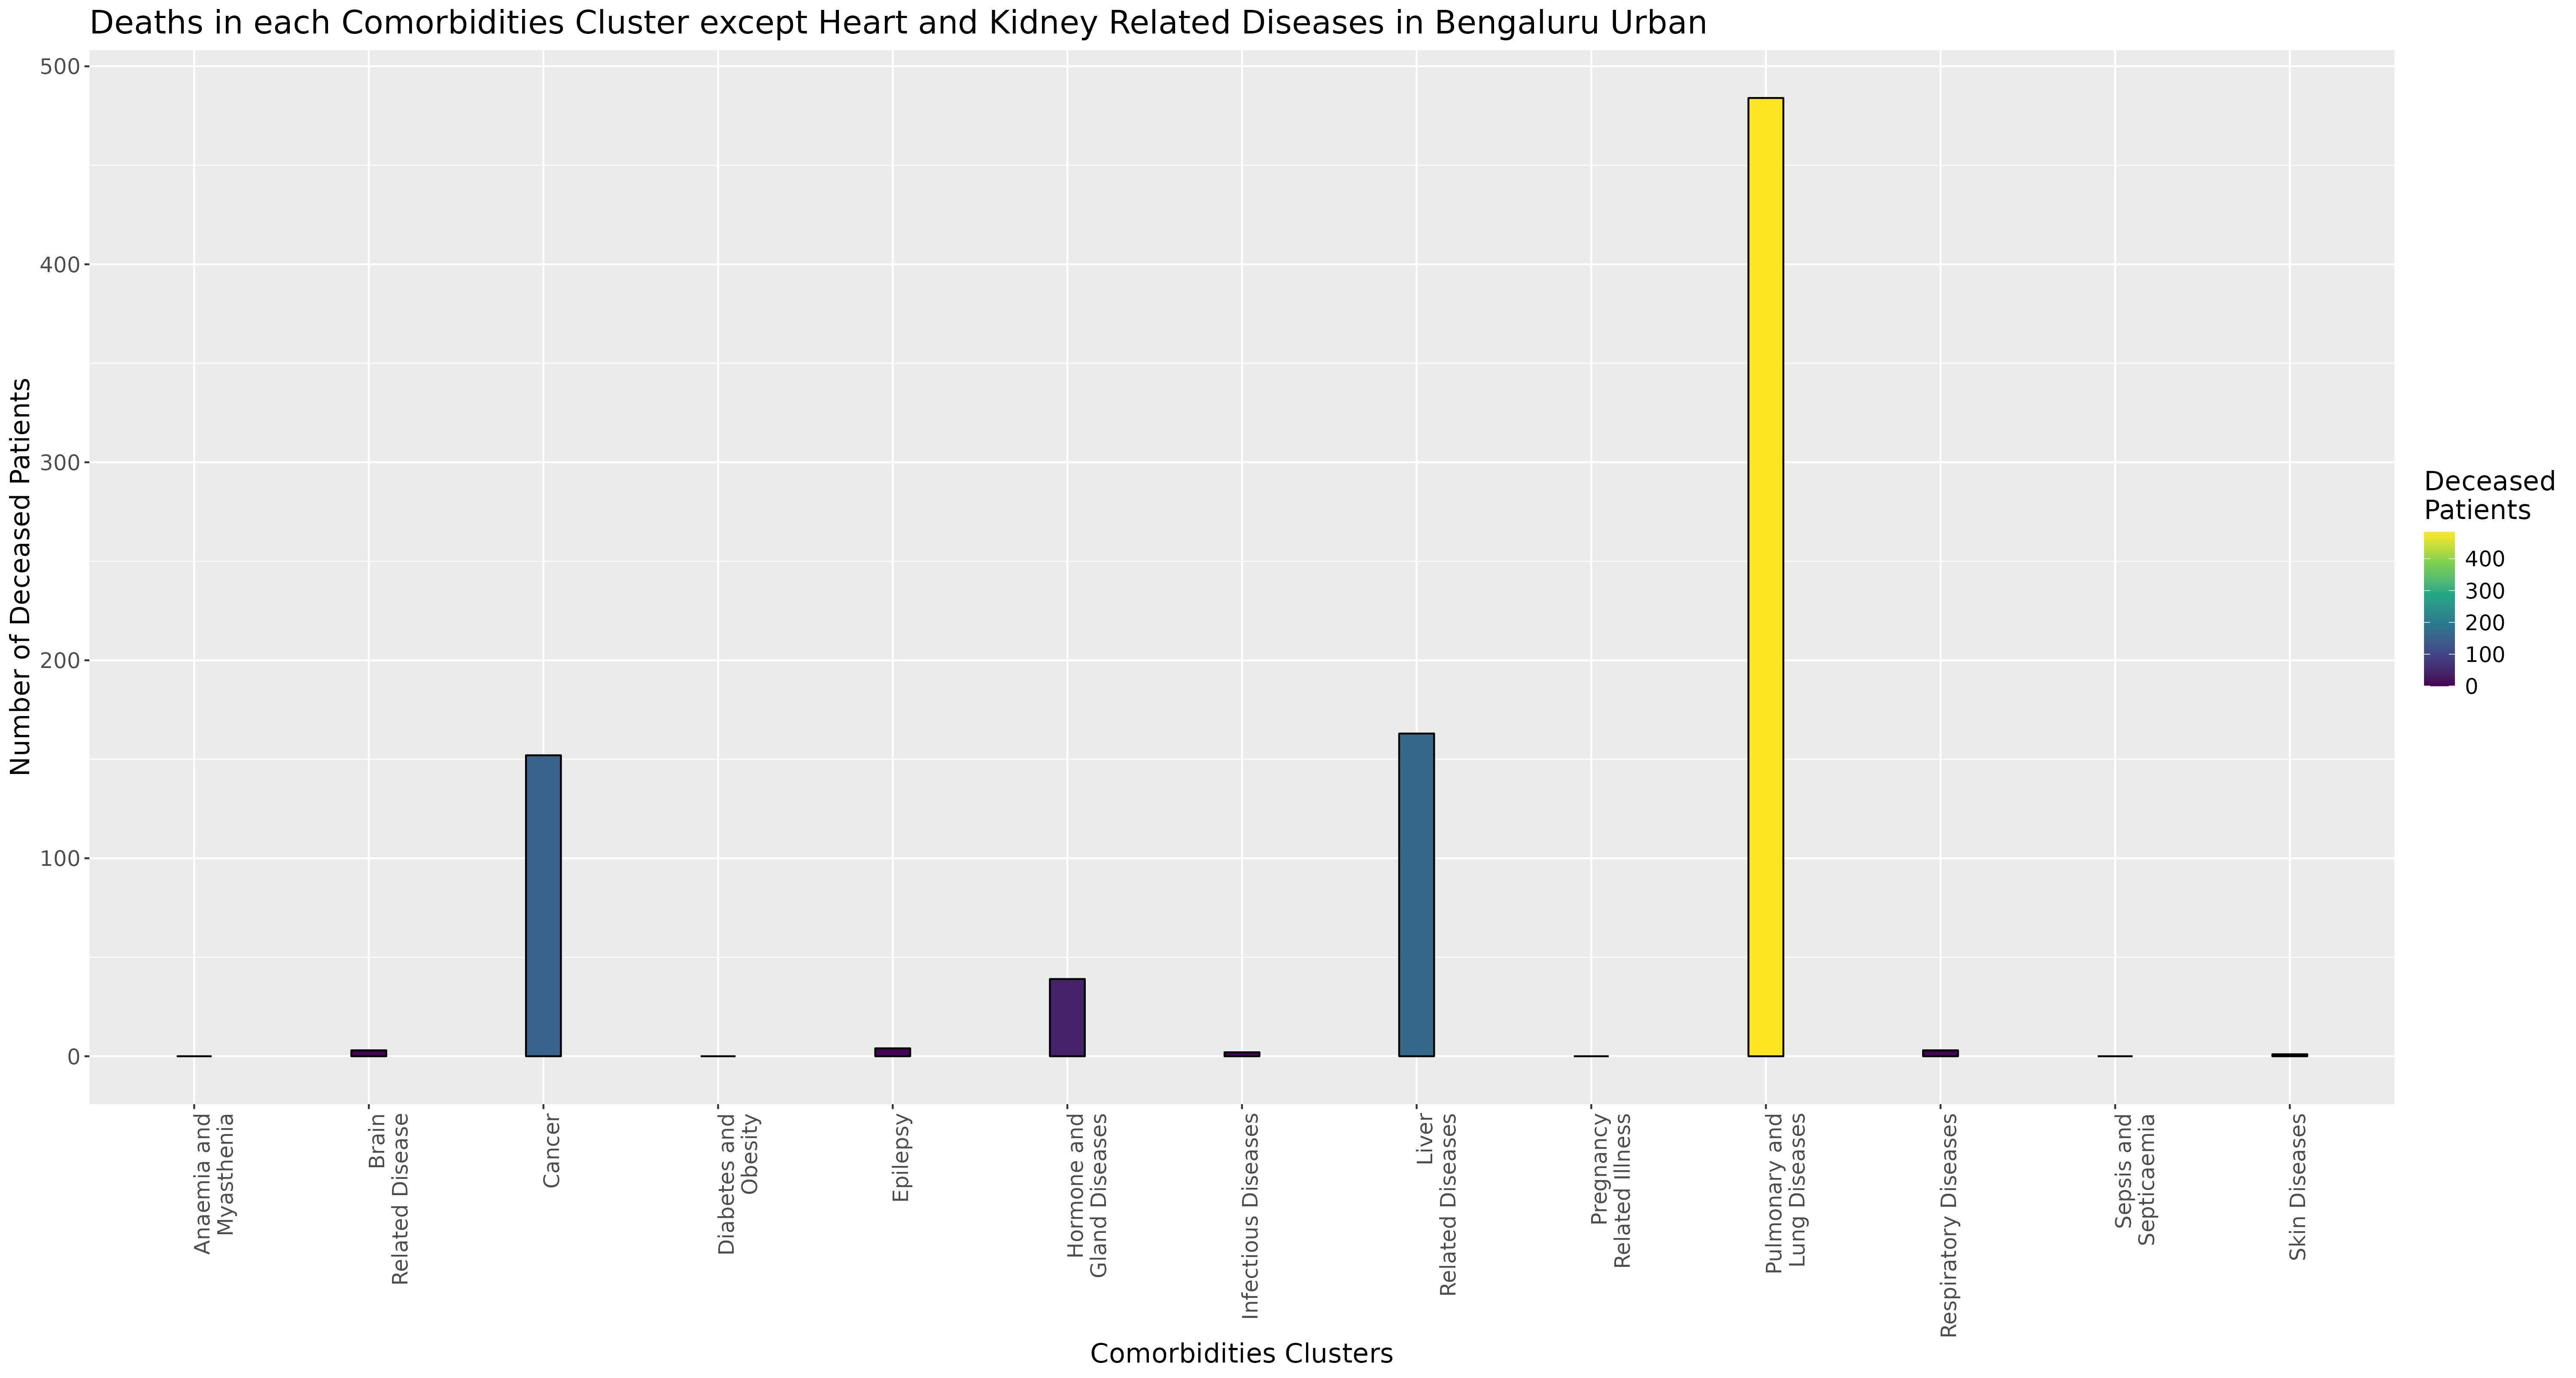 Deaths in each Comorbidities Cluster except Heart and Kidney Related Diseases in Bengaluru Urban
Number of Deceased Patients
500
400
300
200
100
0
Anaemia and
Myasthenia
Brain
Related Disease
Cancer
Diabetes and
Obesity
Epilepsy
Hormone and
Gland Diseases
Infectious Diseases
Liver
Related Diseases
Pregnancy
Related Illness
Pulmonary and
Lung Diseases
Respiratory Diseases
Sepsis and
Septicaemia
Skin Diseases
Comorbidities Clusters
Deceased
Patients
400
300
200
100
0